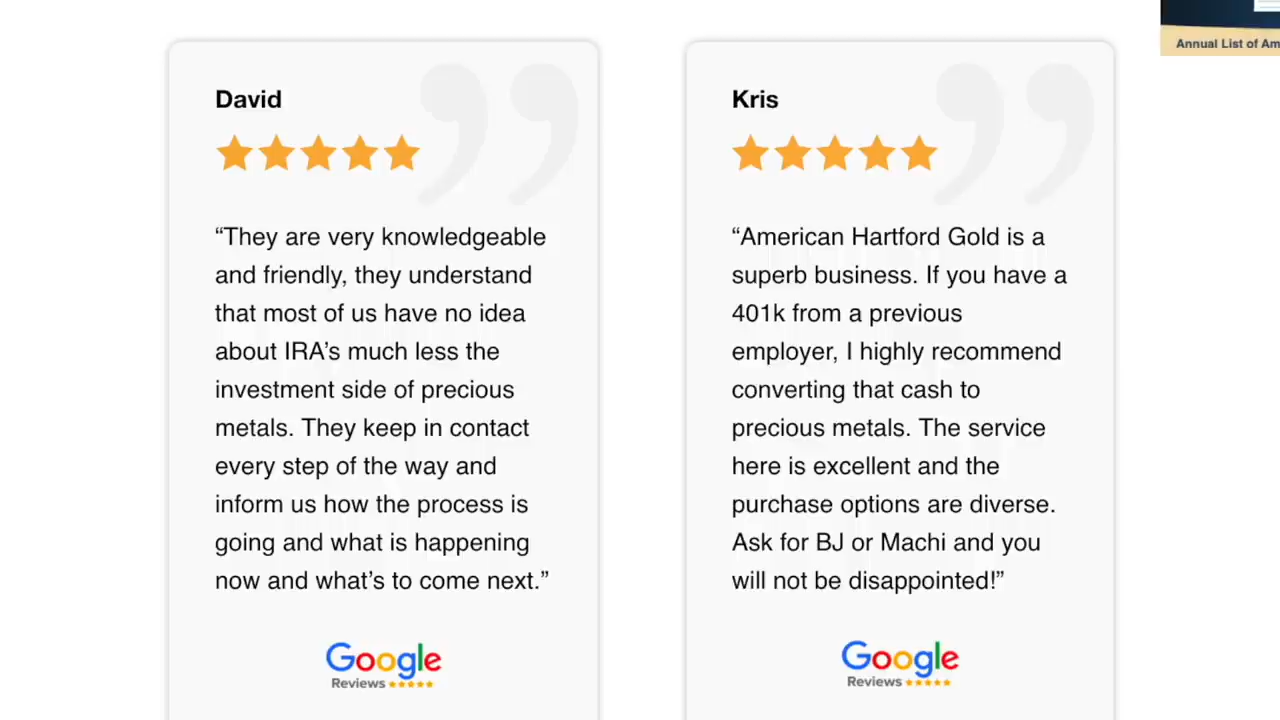 Annual List of Am
David
“They are very knowledgeable
and friendly, they understand
that most of us have no idea
about IRA’s much less the
investment side of precious
metals. They keep in contact
every step of the way and
inform us how the process is
going and what is happening
now and what’s to come next.”
Google
Reviews
Kris
“American Hartford Gold is a
superb business. If you have a
401k from a previous
employer, I highly recommend
converting that cash to
precious metals. The service
here is excellent and the
purchase options are diverse.
Ask for BJ or Machi and you
will not be disappointed!”
Google
Reviews